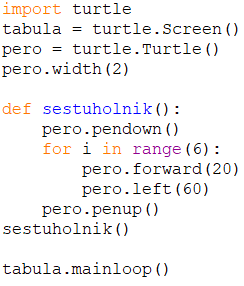 import turtle
tabula = turtle.Screen()
pero = turtle.Turtle()
pero.width(2)

def sestuholnik():
    pero.pendown()
    for i in range(6):
        pero.forward(20)
        pero.left(60)
    pero.penup()
sestuholnik()

tabula.mainloop()